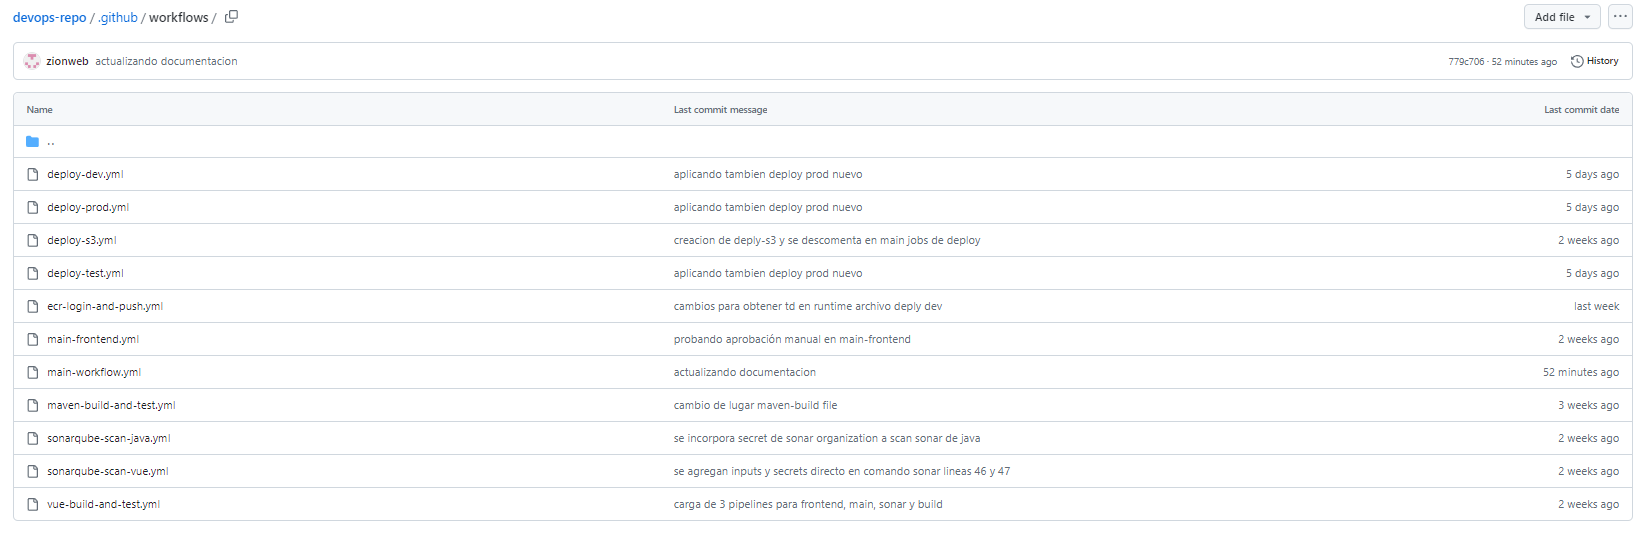 devops-repo / .github / workflows /
Add file
zionweb actualizando documentacion
779c706 · 52 minutes ago
History
Name Last commit message Last commit date
..
deploy-dev.yml aplicando tambien deploy prod nuevo 5 days ago
deploy-prod.yml aplicando tambien deploy prod nuevo 5 days ago
deploy-s3.yml creacion de deply-s3 y se descomenta en main jobs de deploy 2 weeks ago
deploy-test.yml aplicando tambien deploy prod nuevo 5 days ago
ecr-login-and-push.yml cambios para obtener td en runtime archivo deply dev last week
main-frontend.yml probando aprobación manual en main-frontend 2 weeks ago
main-workflow.yml actualizando documentacion 52 minutes ago
maven-build-and-test.yml cambio de lugar maven-build file 3 weeks ago
sonarqube-scan-java.yml se incorpora secret de sonar organization a scan sonar de java 2 weeks ago
sonarqube-scan-vue.yml se agregan inputs y secrets directo en comando sonar lineas 46 y 47 2 weeks ago
vue-build-and-test.yml carga de 3 pipelines para frontend, main, sonar y build 2 weeks ago